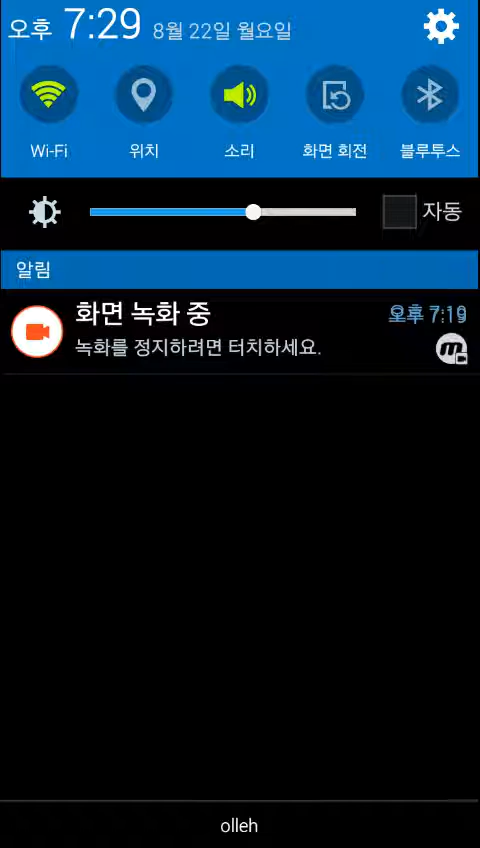 오후 7:29 8월 22일 월요일
Wi-Fi 위치 소리 화면 회전 블루투스
자동
알림
화면 녹화 중 오후 7:19
녹화를 정지하려면 터치하세요.
m
olleh